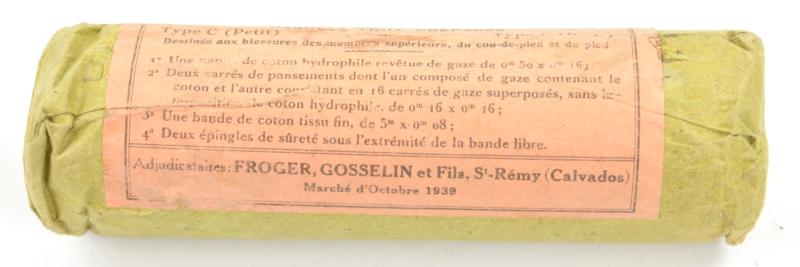 Type C (Petit)
Destinés aux blessures des membres supérieurs, du cou-de-pied et du pied
1° Une de coton hydrophile revêtue de gaze de 0m 50 x 0m 16;
2° Deux carrés de pansements dont l'un composé de gaze contenant le
coton et l'autre consistant en 16 carrés de gaze superposés, sans in-
de coton hydrophile, de 0m 16 x 0m 16;
3° Une bande de coton tissu fin, de 5m x 0m 08;
4° Deux épingles de sûreté sous l'extrémité de la bande libre.
Adjudicataires: FROGER, GOSSELIN et Fils, St-Rémy (Calvados)
Marché d'Octobre 1939